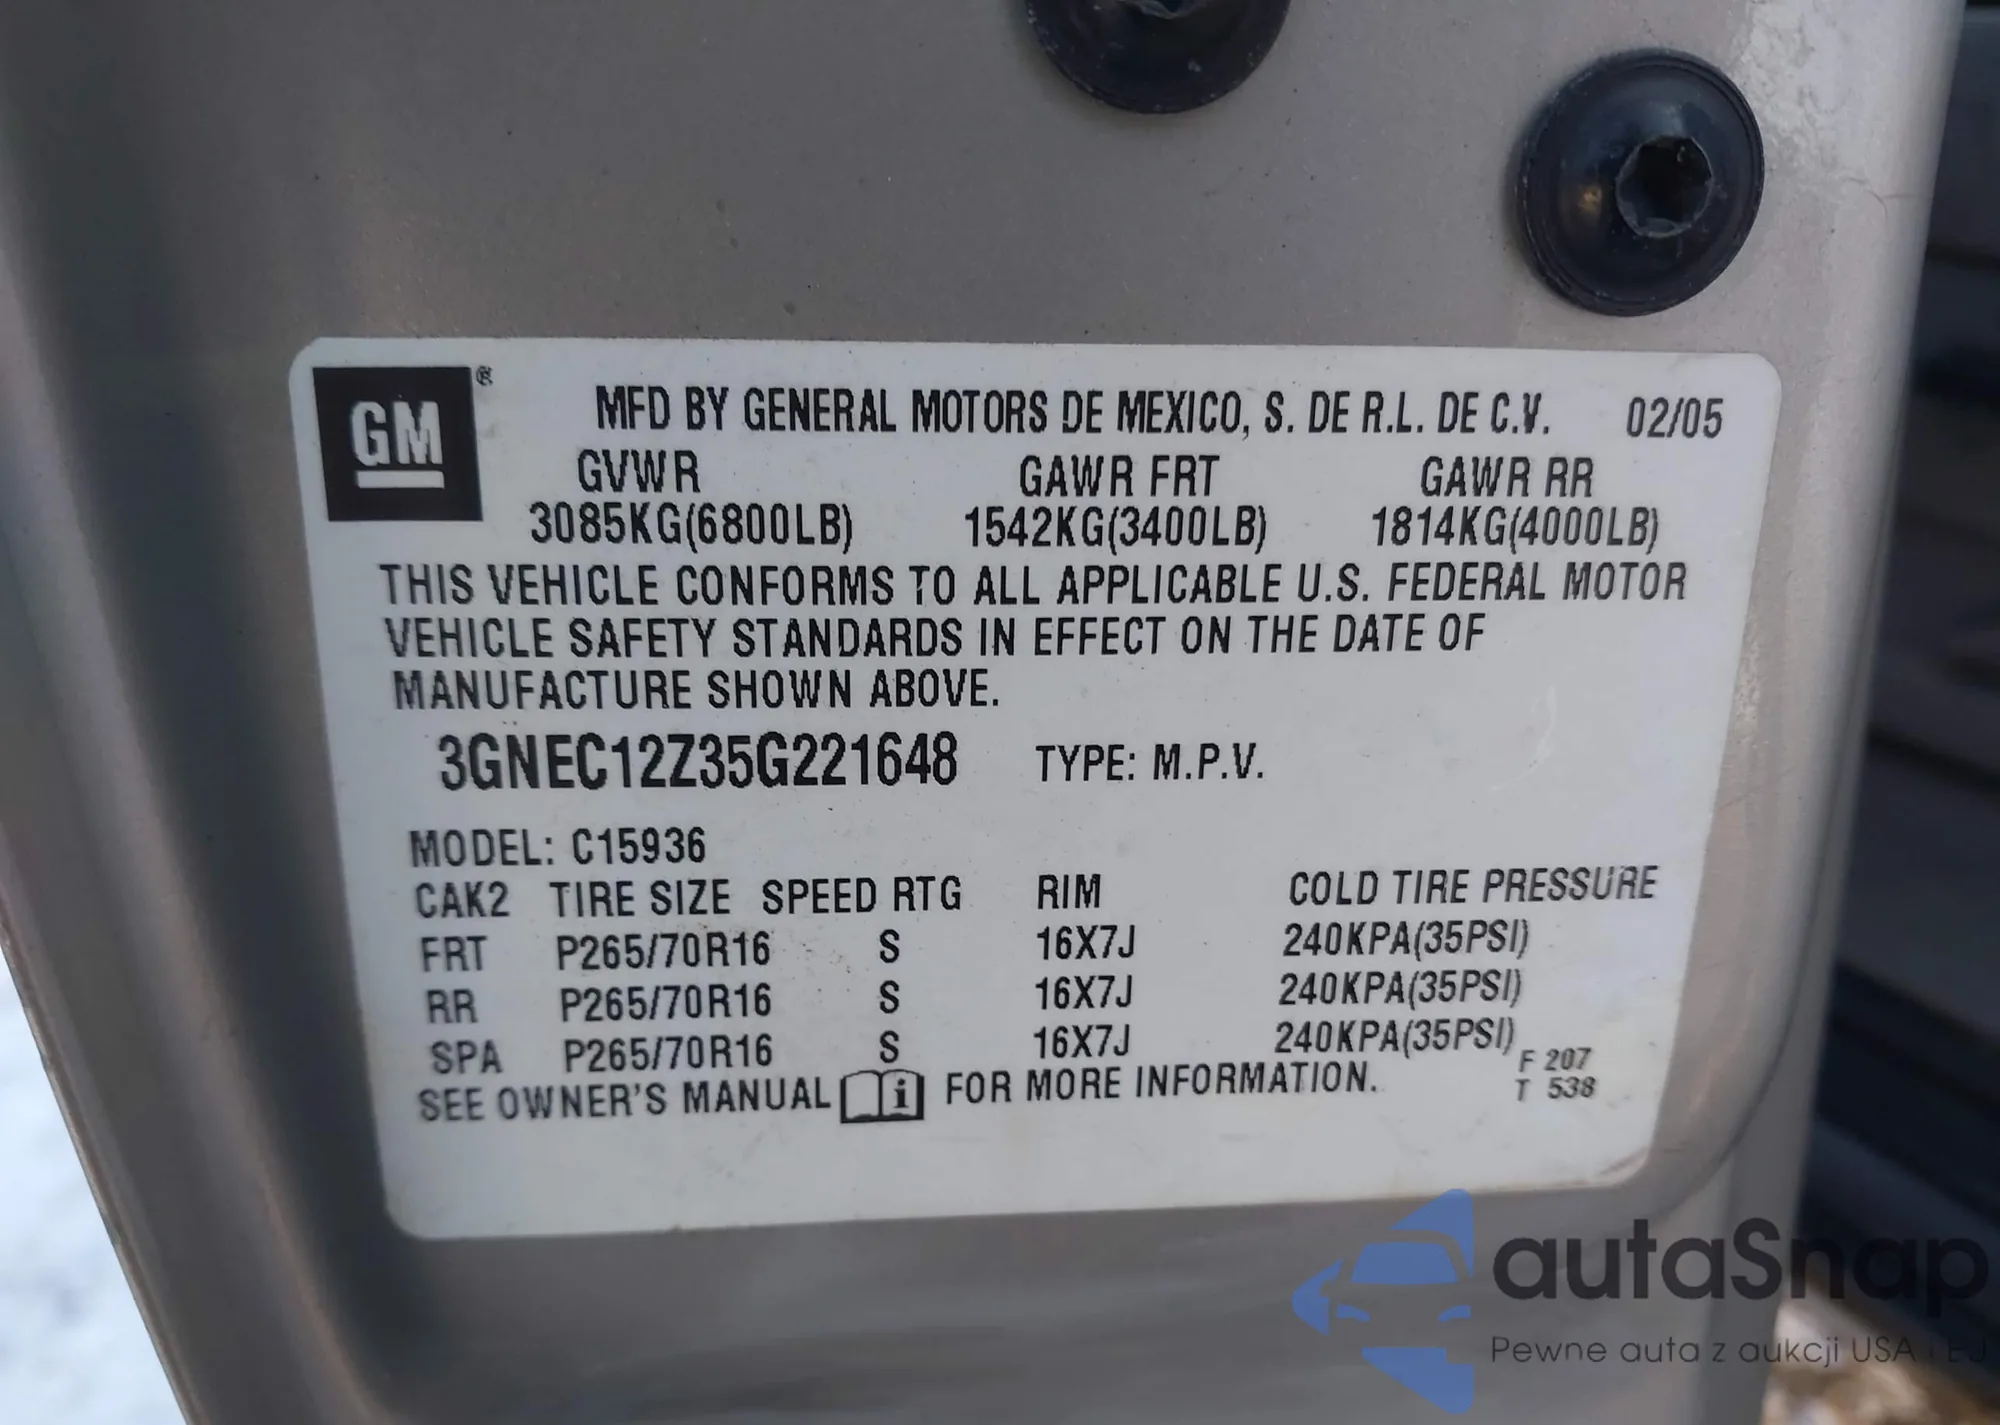 GM ®
MFD BY GENERAL MOTORS DE MEXICO, S. DE R.L. DE C.V. 02/05
GVWR GAWR FRT GAWR RR
3085KG(6800LB) 1542KG(3400LB) 1814KG(4000LB)
THIS VEHICLE CONFORMS TO ALL APPLICABLE U.S. FEDERAL MOTOR
VEHICLE SAFETY STANDARDS IN EFFECT ON THE DATE OF
MANUFACTURE SHOWN ABOVE.
3GNEC12Z35G221648 TYPE: M.P.V.
MODEL: C15936
CAK2 TIRE SIZE SPEED RTG RIM COLD TIRE PRESSURE
FRT P265/70R16 S 16X7J 240KPA(35PSI)
RR P265/70R16 S 16X7J 240KPA(35PSI)
SPA P265/70R16 S 16X7J 240KPA(35PSI)
SEE OWNER'S MANUAL i FOR MORE INFORMATION.
F 207
T 538
autaSnap
Pewne auta z aukcji USA i EJ